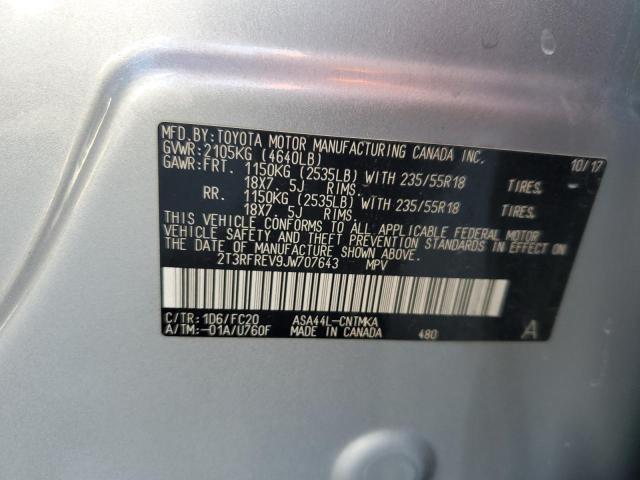 MFD. BY: TOYOTA MOTOR MANUFACTURING CANADA INC. 10/17
GVWR: 2105KG (4640LB)
GAWR: FRT. 1150KG (2535LB) WITH 235/55R18 TIRES,
18X7. 5J RIMS,
RR. 1150KG (2535LB) WITH 235/55R18 TIRES,
18X7. 5J RIMS,
THIS VEHICLE CONFORMS TO ALL APPLICABLE FEDERAL MOTOR
VEHICLE SAFETY AND THEFT PREVENTION STANDARDS IN EFFECT ON
THE DATE OF MANUFACTURE SHOWN ABOVE.
2T3RFREV9JW707643 MPV
C/TR: 1D6/FC20 ASA44L-CNTMKA
A/TM: -01A/U760F MADE IN CANADA 480 A